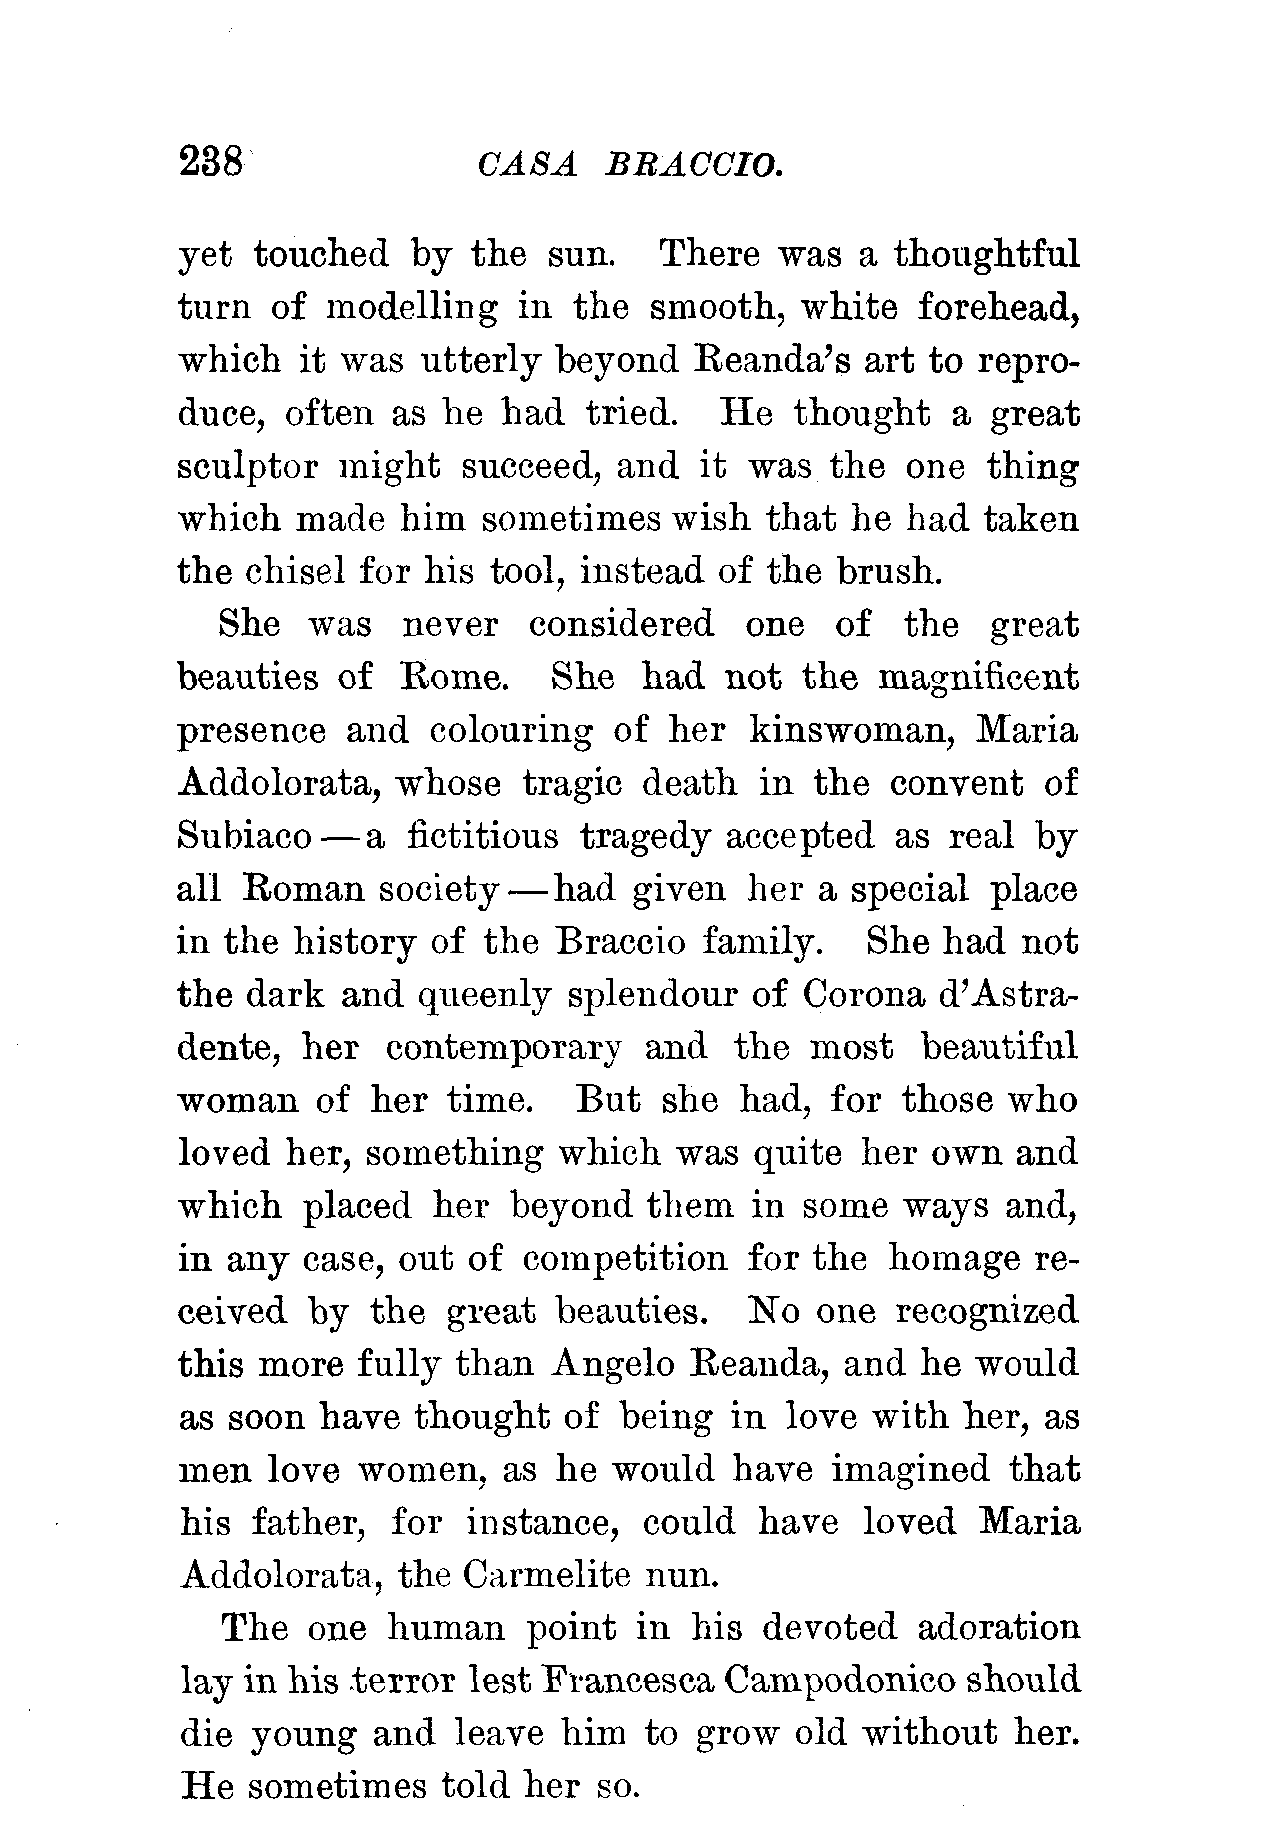 238 CASA BRACCIO.
yet touched by the sun. There was a thoughtful
turn of modelling in the smooth, white forehead,
which it was utterly beyond Reanda's art to repro-
duce, often as he had tried. He thought a great
sculptor might succeed, and it was the one thing
which made him sometimes wish that he had taken
the chisel for his tool, instead of the brush.
She was never considered one of the great
beauties of Rome. She had not the magnificent
presence and colouring of her kinswoman, Maria
Addolorata, whose tragic death in the convent of
Subiaco — a fictitious tragedy accepted as real by
all Roman society — had given her a special place
in the history of the Braccio family. She had not
the dark and queenly splendour of Corona d'Astra-
dente, her contemporary and the most beautiful
woman of her time. But she had, for those who
loved her, something which was quite her own and
which placed her beyond them in some ways and,
in any case, out of competition for the homage re-
ceived by the great beauties. No one recognized
this more fully than Angelo Reanda, and he would
as soon have thought of being in love with her, as
men love women, as he would have imagined that
his father, for instance, could have loved Maria
Addolorata, the Carmelite nun.
The one human point in his devoted adoration
lay in his terror lest Francesca Campodonico should
die young and leave him to grow old without her.
He sometimes told her so.